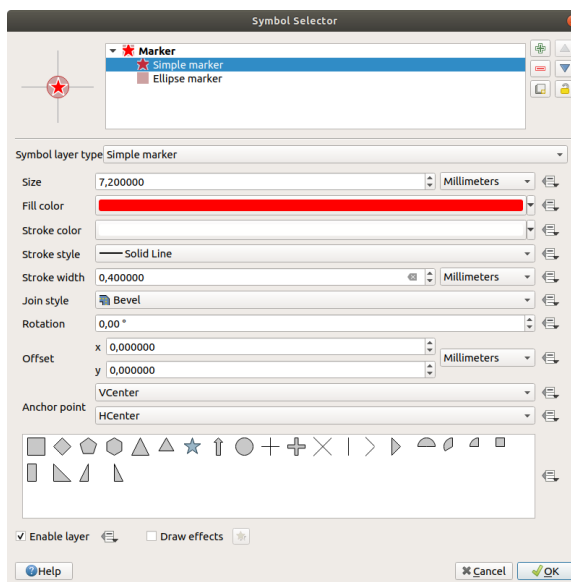 Symbol Selector
Marker
Simple marker
Ellipse marker
Symbol layer type Simple marker
Size 7,200000 Millimeters
Fill color
Stroke color
Stroke style Solid Line
Stroke width 0,400000 Millimeters
Join style Bevel
Rotation 0,00 °
x 0,000000
Offset Millimeters
y 0,000000
VCenter
Anchor point
HCenter
Enable layer Draw effects
Help Cancel OK